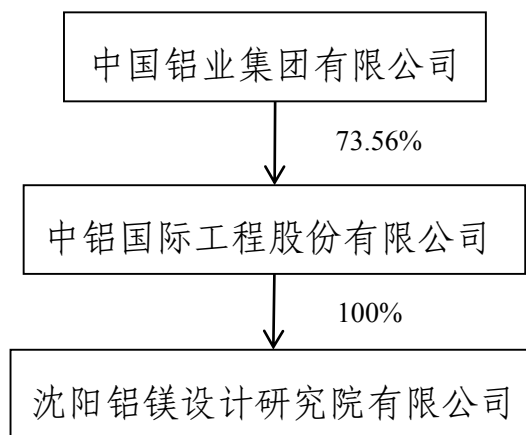 中国铝业集团有限公司
73.56%
中铝国际工程股份有限公司
100%
沈阳铝镁设计研究院有限公司